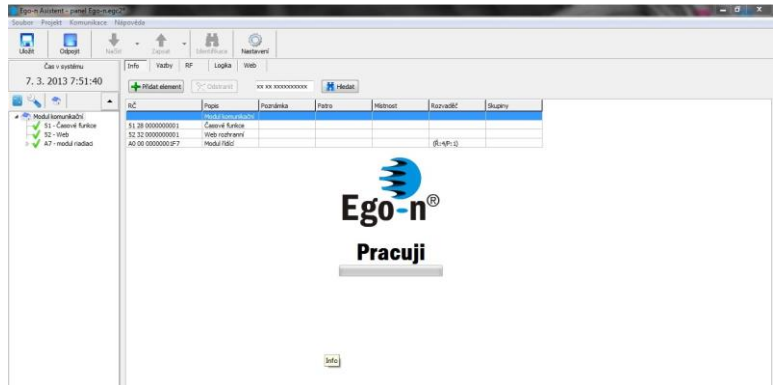 Ego-n Asistent - panel Ego-n.egc2*
Soubor Projekt Komunikace Nápověda
Uložit Odpojit Načíst Zapsat Identifikace Nastavení
Čas v systému
7. 3. 2013 7:51:40
Info Vazby RF Logika Web
Přidat element Odstranit xx xx xxxxxxxxxx Hledat
RČ Popis Poznámka Patro Místnost Rozvaděč Skupiny
Modul komunikační
51 28 0000000001 Časové funkce
52 32 0000000001 Web rozhranní
A0 00 00000001F7 Modul řídící (Ř:4/P:1)
Modul komunikační
51 - Časové funkce
52 - Web
A7 - modul riadiaci
Ego-n®
Pracuji
Info